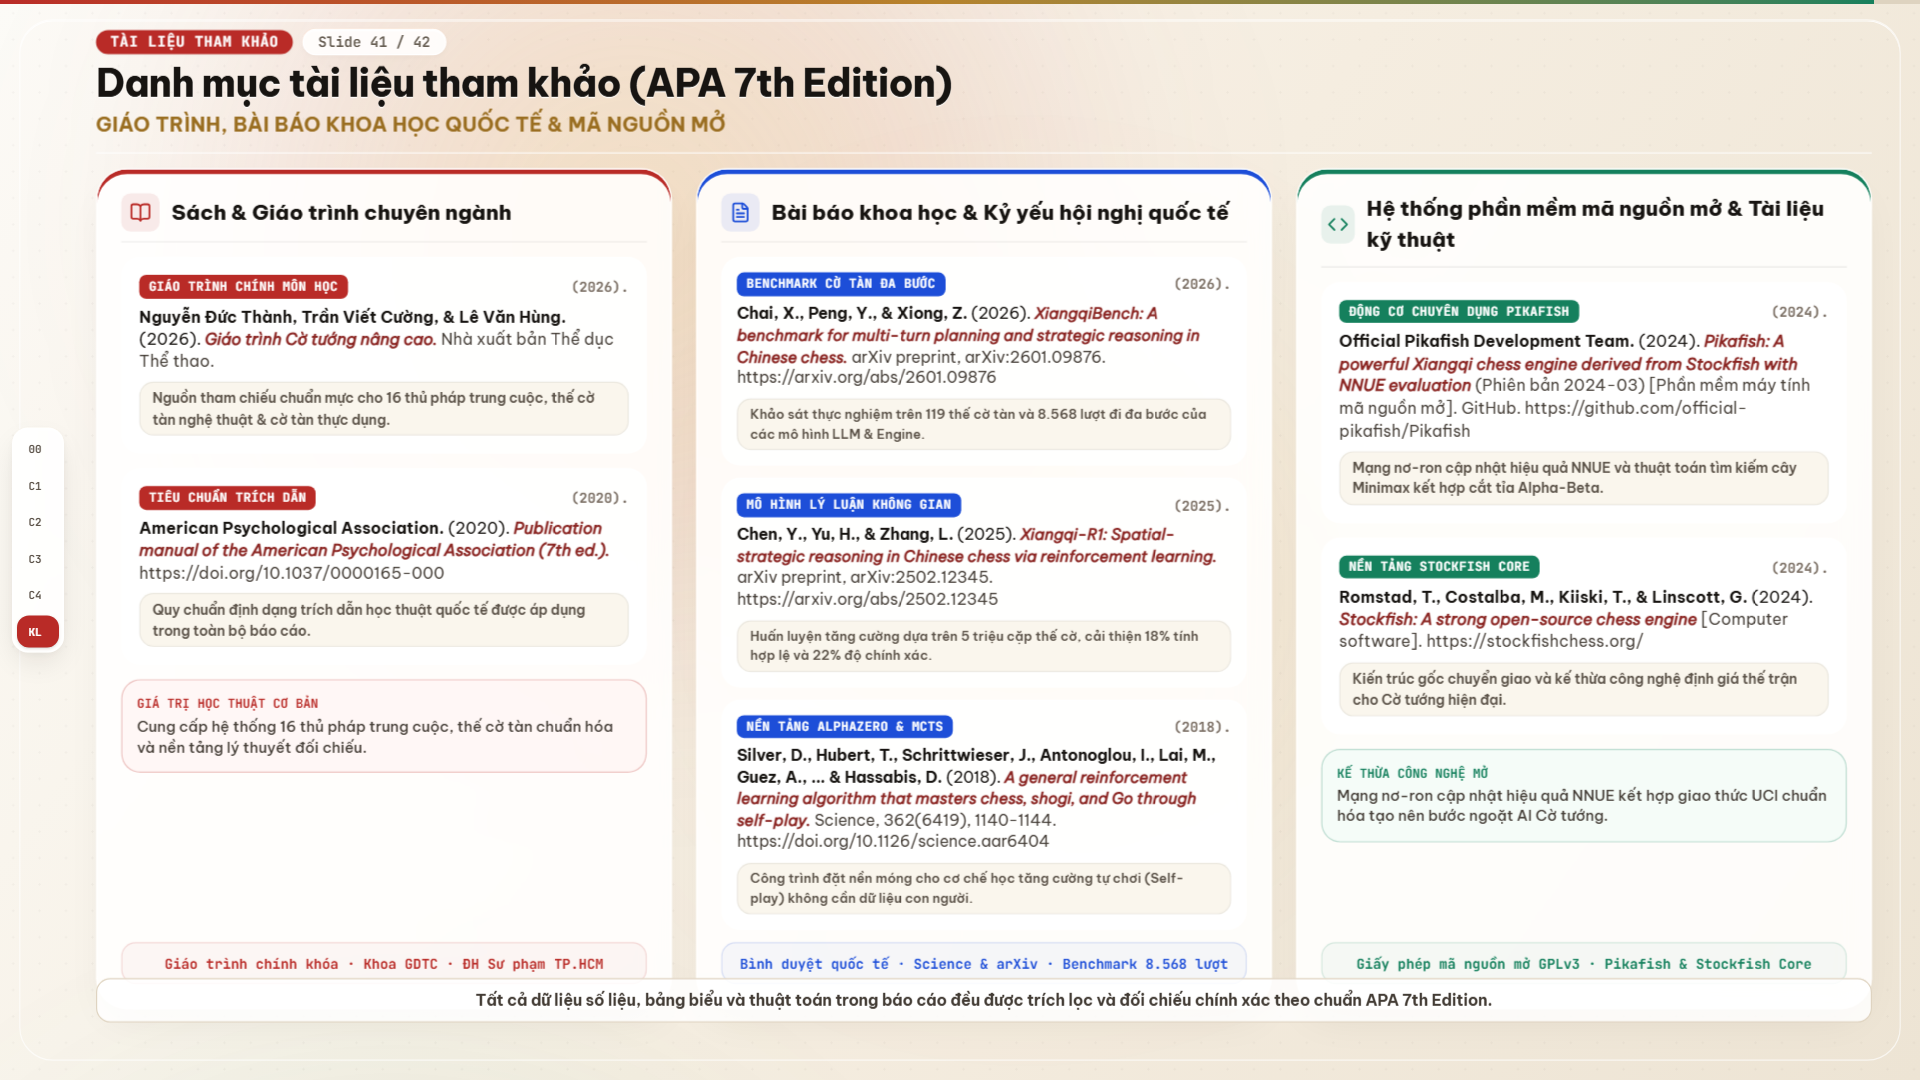 TÀI LIỆU THAM KHẢO
Slide 41 / 42
Danh mục tài liệu tham khảo (APA 7th Edition)
GIÁO TRÌNH, BÀI BÁO KHOA HỌC QUỐC TẾ & MÃ NGUỒN MỞ
00
C1
C2
C3
C4
KL
Sách & Giáo trình chuyên ngành
GIÁO TRÌNH CHÍNH MÔN HỌC
(2026).
Nguyễn Đức Thành, Trần Viết Cường, & Lê Văn Hùng.
(2026). Giáo trình Cờ tướng nâng cao. Nhà xuất bản Thể dục
Thể thao.
Nguồn tham chiếu chuẩn mực cho 16 thủ pháp trung cuộc, thế cờ
tàn nghệ thuật & cờ tàn thực dụng.
TIÊU CHUẨN TRÍCH DẪN
(2020).
American Psychological Association. (2020). Publication
manual of the American Psychological Association (7th ed.).
https://doi.org/10.1037/0000165-000
Quy chuẩn định dạng trích dẫn học thuật quốc tế được áp dụng
trong toàn bộ báo cáo.
GIÁ TRỊ HỌC THUẬT CƠ BẢN
Cung cấp hệ thống 16 thủ pháp trung cuộc, thế cờ tàn chuẩn hóa
và nền tảng lý thuyết đối chiếu.
Giáo trình chính khóa · Khoa GDTC · ĐH Sư phạm TP.HCM
Bài báo khoa học & Kỷ yếu hội nghị quốc tế
BENCHMARK CỜ TÀN ĐA BƯỚC
(2026).
Chai, X., Peng, Y., & Xiong, Z. (2026). XiangqiBench: A
benchmark for multi-turn planning and strategic reasoning in
Chinese chess. arXiv preprint, arXiv:2601.09876.
https://arxiv.org/abs/2601.09876
Khảo sát thực nghiệm trên 119 thế cờ tàn và 8.568 lượt đi đa bước của
các mô hình LLM & Engine.
MÔ HÌNH LÝ LUẬN KHÔNG GIAN
(2025).
Chen, Y., Yu, H., & Zhang, L. (2025). Xiangqi-R1: Spatial-
strategic reasoning in Chinese chess via reinforcement learning.
arXiv preprint, arXiv:2502.12345.
https://arxiv.org/abs/2502.12345
Huấn luyện tăng cường dựa trên 5 triệu cặp thế cờ, cải thiện 18% tính
hợp lệ và 22% độ chính xác.
NỀN TẢNG ALPHAZERO & MCTS
(2018).
Silver, D., Hubert, T., Schrittwieser, J., Antonoglou, I., Lai, M.,
Guez, A., ... & Hassabis, D. (2018). A general reinforcement
learning algorithm that masters chess, shogi, and Go through
self-play. Science, 362(6419), 1140-1144.
https://doi.org/10.1126/science.aar6404
Công trình đặt nền móng cho cơ chế học tăng cường tự chơi (Self-
play) không cần dữ liệu con người.
Bình duyệt quốc tế · Science & arXiv · Benchmark 8.568 lượt
Hệ thống phần mềm mã nguồn mở & Tài liệu
kỹ thuật
ĐỘNG CƠ CHUYÊN DỤNG PIKAFISH
(2024).
Official Pikafish Development Team. (2024). Pikafish: A
powerful Xiangqi chess engine derived from Stockfish with
NNUE evaluation (Phiên bản 2024-03) [Phần mềm máy tính
mã nguồn mở]. GitHub. https://github.com/official-
pikafish/Pikafish
Mạng nơ-ron cập nhật hiệu quả NNUE và thuật toán tìm kiếm cây
Minimax kết hợp cắt tỉa Alpha-Beta.
NỀN TẢNG STOCKFISH CORE
(2024).
Romstad, T., Costalba, M., Kiiski, T., & Linscott, G. (2024).
Stockfish: A strong open-source chess engine [Computer
software]. https://stockfishchess.org/
Kiến trúc gốc chuyển giao và kế thừa công nghệ định giá thế trận
cho Cờ tướng hiện đại.
KẾ THỪA CÔNG NGHỆ MỞ
Mạng nơ-ron cập nhật hiệu quả NNUE kết hợp giao thức UCI chuẩn
hóa tạo nên bước ngoặt AI Cờ tướng.
Giấy phép mã nguồn mở GPLv3 · Pikafish & Stockfish Core
Tất cả dữ liệu số liệu, bảng biểu và thuật toán trong báo cáo đều được trích lọc và đối chiếu chính xác theo chuẩn APA 7th Edition.